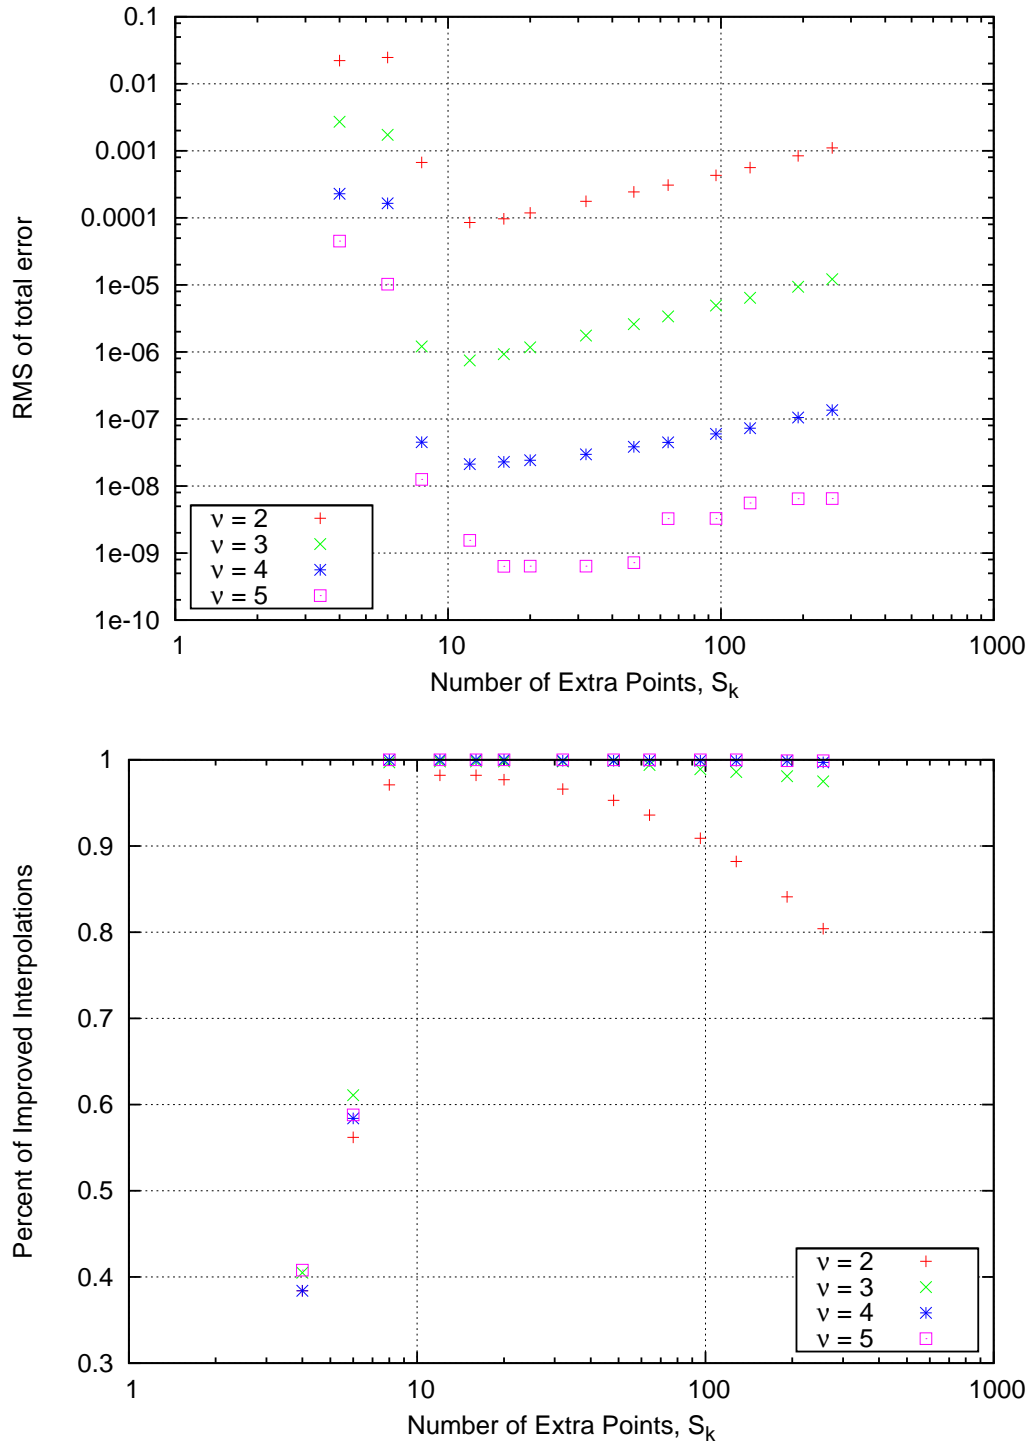 0.1
0.01
0.001
0.0001
1e-05
1e-06
1e-07
1e-08
1e-09
1e-10
RMS of total error
ν = 2
ν = 3
ν = 4
ν = 5
1 10 100 1000
Number of Extra Points, Sk
1
0.9
0.8
0.7
0.6
0.5
0.4
0.3
Percent of Improved Interpolations
ν = 2
ν = 3
ν = 4
ν = 5
1 10 100 1000
Number of Extra Points, Sk